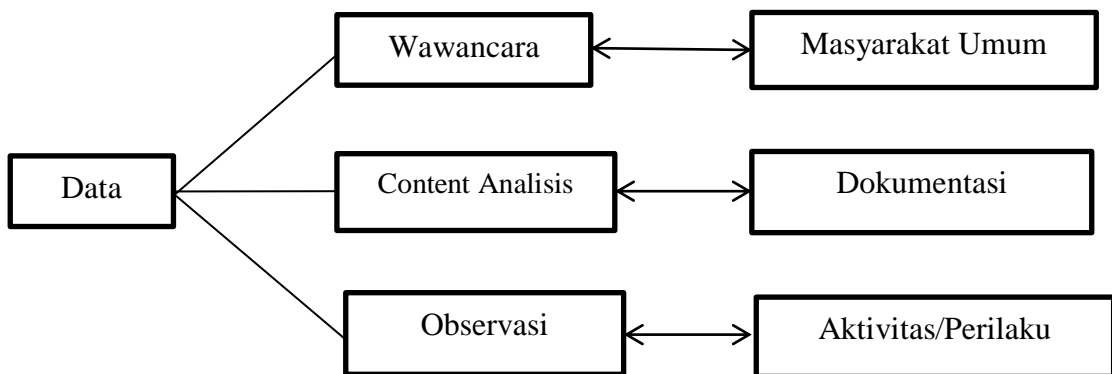 Wawancara
Masyarakat Umum
Data
Content Analisis
Dokumentasi
Observasi
Aktivitas/Perilaku